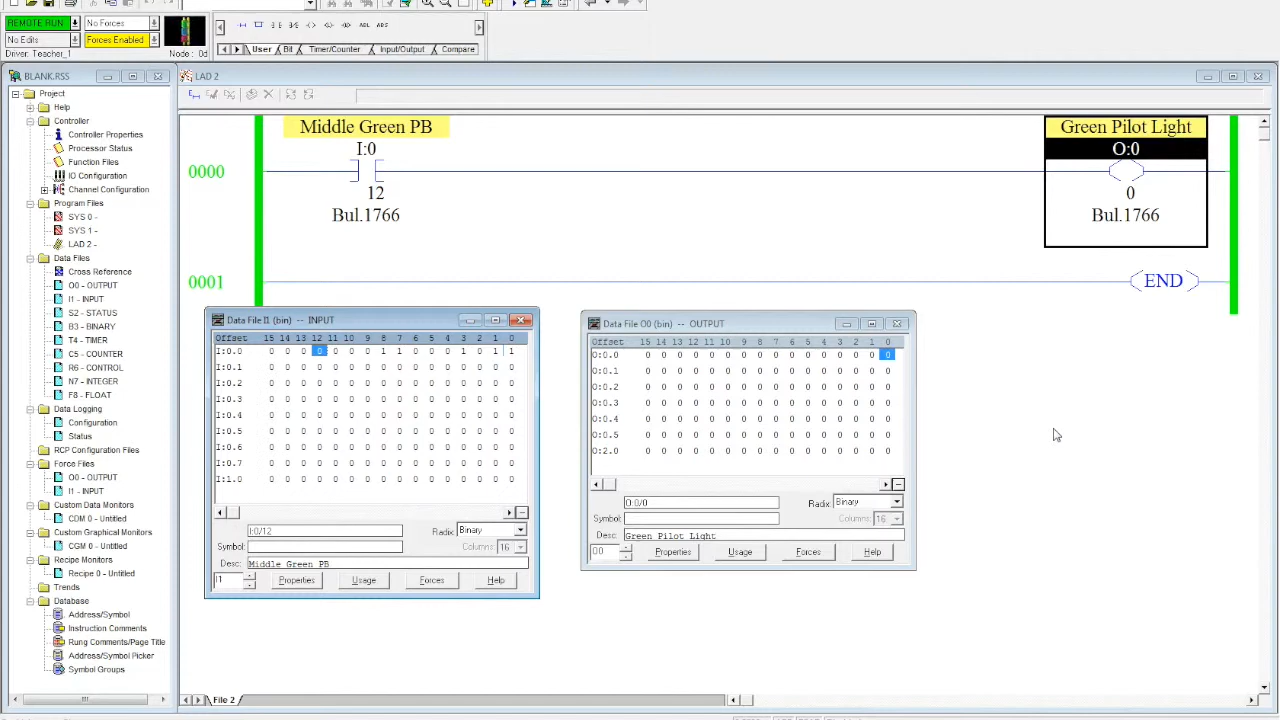 REMOTE RUN
No Forces
No Edits
Forces Enabled
Driver: Teacher_1
Node : 0d
User
Bit
Timer/Counter
Input/Output
Compare
BLANK.RSS
Project
Help
Controller
Controller Properties
Processor Status
Function Files
IO Configuration
Channel Configuration
Program Files
SYS 0 -
SYS 1 -
LAD 2 -
Data Files
Cross Reference
O0 - OUTPUT
I1 - INPUT
S2 - STATUS
B3 - BINARY
T4 - TIMER
C5 - COUNTER
R6 - CONTROL
N7 - INTEGER
F8 - FLOAT
Data Logging
Configuration
Status
RCP Configuration Files
Force Files
O0 - OUTPUT
I1 - INPUT
Custom Data Monitors
CDM 0 - Untitled
Custom Graphical Monitors
CGM 0 - Untitled
Recipe Monitors
Recipe 0 - Untitled
Trends
Database
Address/Symbol
Instruction Comments
Rung Comments/Page Title
Address/Symbol Picker
Symbol Groups
LAD 2
Middle Green PB
I:0
0000
12
Bul.1766
Green Pilot Light
O:0
0
Bul.1766
0001
END
Data File I1 (bin) -- INPUT
Offset 15 14 13 12 11 10 9 8 7 6 5 4 3 2 1 0
I:0.0 0 0 0 0 0 0 0 1 1 0 0 0 1 0 1 1
I:0.1 0 0 0 0 0 0 0 0 0 0 0 0 0 0 0 0
I:0.2 0 0 0 0 0 0 0 0 0 0 0 0 0 0 0 0
I:0.3 0 0 0 0 0 0 0 0 0 0 0 0 0 0 0 0
I:0.4 0 0 0 0 0 0 0 0 0 0 0 0 0 0 0 0
I:0.5 0 0 0 0 0 0 0 0 0 0 0 0 0 0 0 0
I:0.6 0 0 0 0 0 0 0 0 0 0 0 0 0 0 0 0
I:0.7 0 0 0 0 0 0 0 0 0 0 0 0 0 0 0 0
I:1.0 0 0 0 0 0 0 0 0 0 0 0 0 0 0 0 0
I:0/12
Radix: Binary
Symbol:
Columns: 16
Desc: Middle Green PB
I1
Properties
Usage
Forces
Help
Data File O0 (bin) -- OUTPUT
Offset 15 14 13 12 11 10 9 8 7 6 5 4 3 2 1 0
O:0.0 0 0 0 0 0 0 0 0 0 0 0 0 0 0 0 0
O:0.1 0 0 0 0 0 0 0 0 0 0 0 0 0 0 0 0
O:0.2 0 0 0 0 0 0 0 0 0 0 0 0 0 0 0 0
O:0.3 0 0 0 0 0 0 0 0 0 0 0 0 0 0 0 0
O:0.4 0 0 0 0 0 0 0 0 0 0 0 0 0 0 0 0
O:0.5 0 0 0 0 0 0 0 0 0 0 0 0 0 0 0 0
O:2.0 0 0 0 0 0 0 0 0 0 0 0 0 0 0 0 0
O:0/0
Radix: Binary
Symbol:
Columns: 16
Desc: Green Pilot Light
O0
Properties
Usage
Forces
Help
File 2